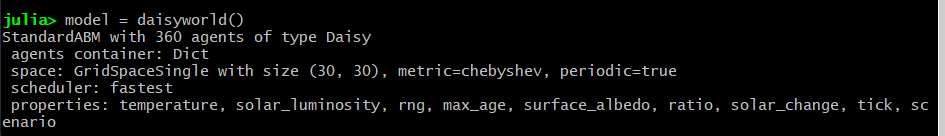 julia> model = daisyworld()
StandardABM with 360 agents of type Daisy
 agents container: Dict
 space: GridSpaceSingle with size (30, 30), metric=chebyshev, periodic=true
 scheduler: fastest
 properties: temperature, solar_luminosity, rng, max_age, surface_albedo, ratio, solar_change, tick, sc
enario